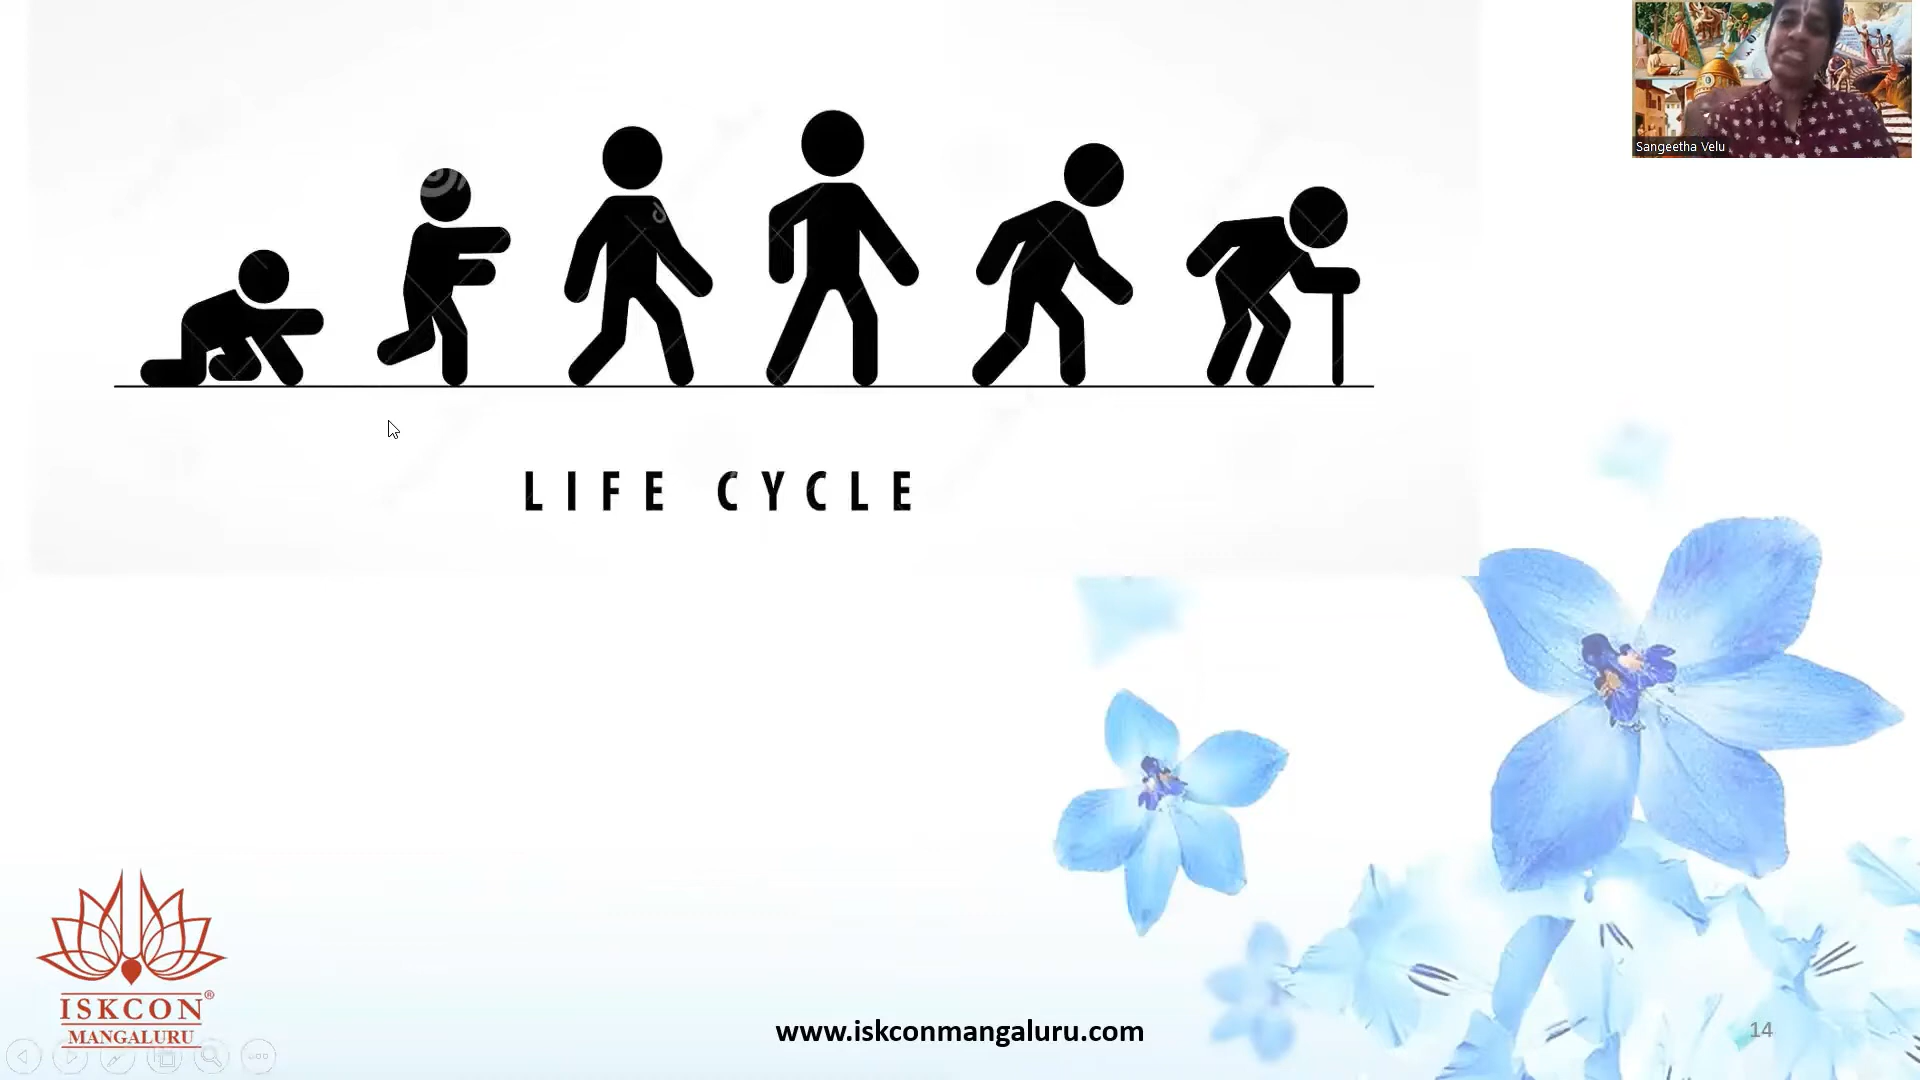 Sangeetha Velu
LIFE CYCLE
ISKCON®
MANGALURU
www.iskconmangaluru.com
14